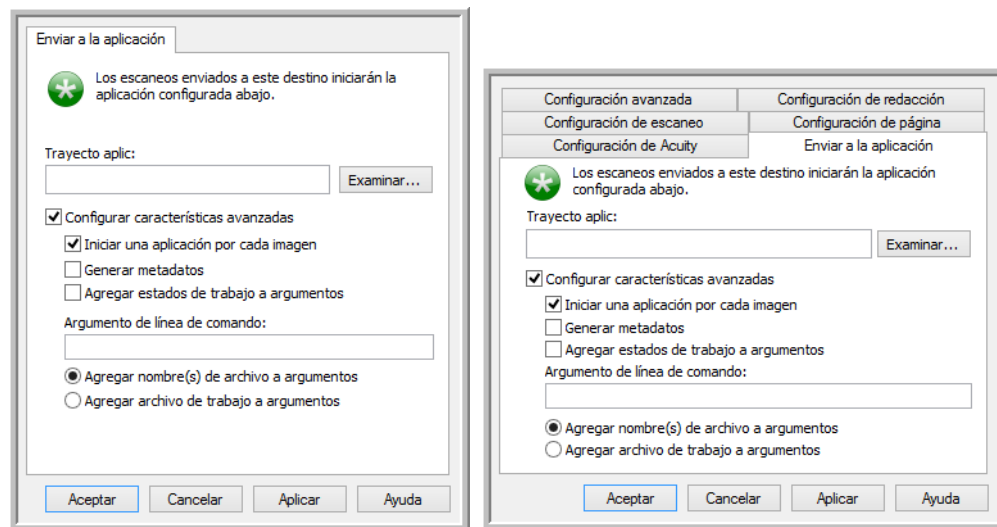 Enviar a la aplicación
Los escaneos enviados a este destino iniciarán la
aplicación configurada abajo.
Trayecto aplic:
Examinar...
Configurar características avanzadas
Iniciar una aplicación por cada imagen
Generar metadatos
Agregar estados de trabajo a argumentos
Argumento de línea de comando:
Agregar nombre(s) de archivo a argumentos
Agregar archivo de trabajo a argumentos
Aceptar Cancelar Aplicar Ayuda
Configuración avanzada Configuración de redacción
Configuración de escaneo Configuración de página
Configuración de Acuity Enviar a la aplicación
Los escaneos enviados a este destino iniciarán la aplicación
configurada abajo.
Trayecto aplic:
Examinar...
Configurar características avanzadas
Iniciar una aplicación por cada imagen
Generar metadatos
Agregar estados de trabajo a argumentos
Argumento de línea de comando:
Agregar nombre(s) de archivo a argumentos
Agregar archivo de trabajo a argumentos
Aceptar Cancelar Aplicar Ayuda